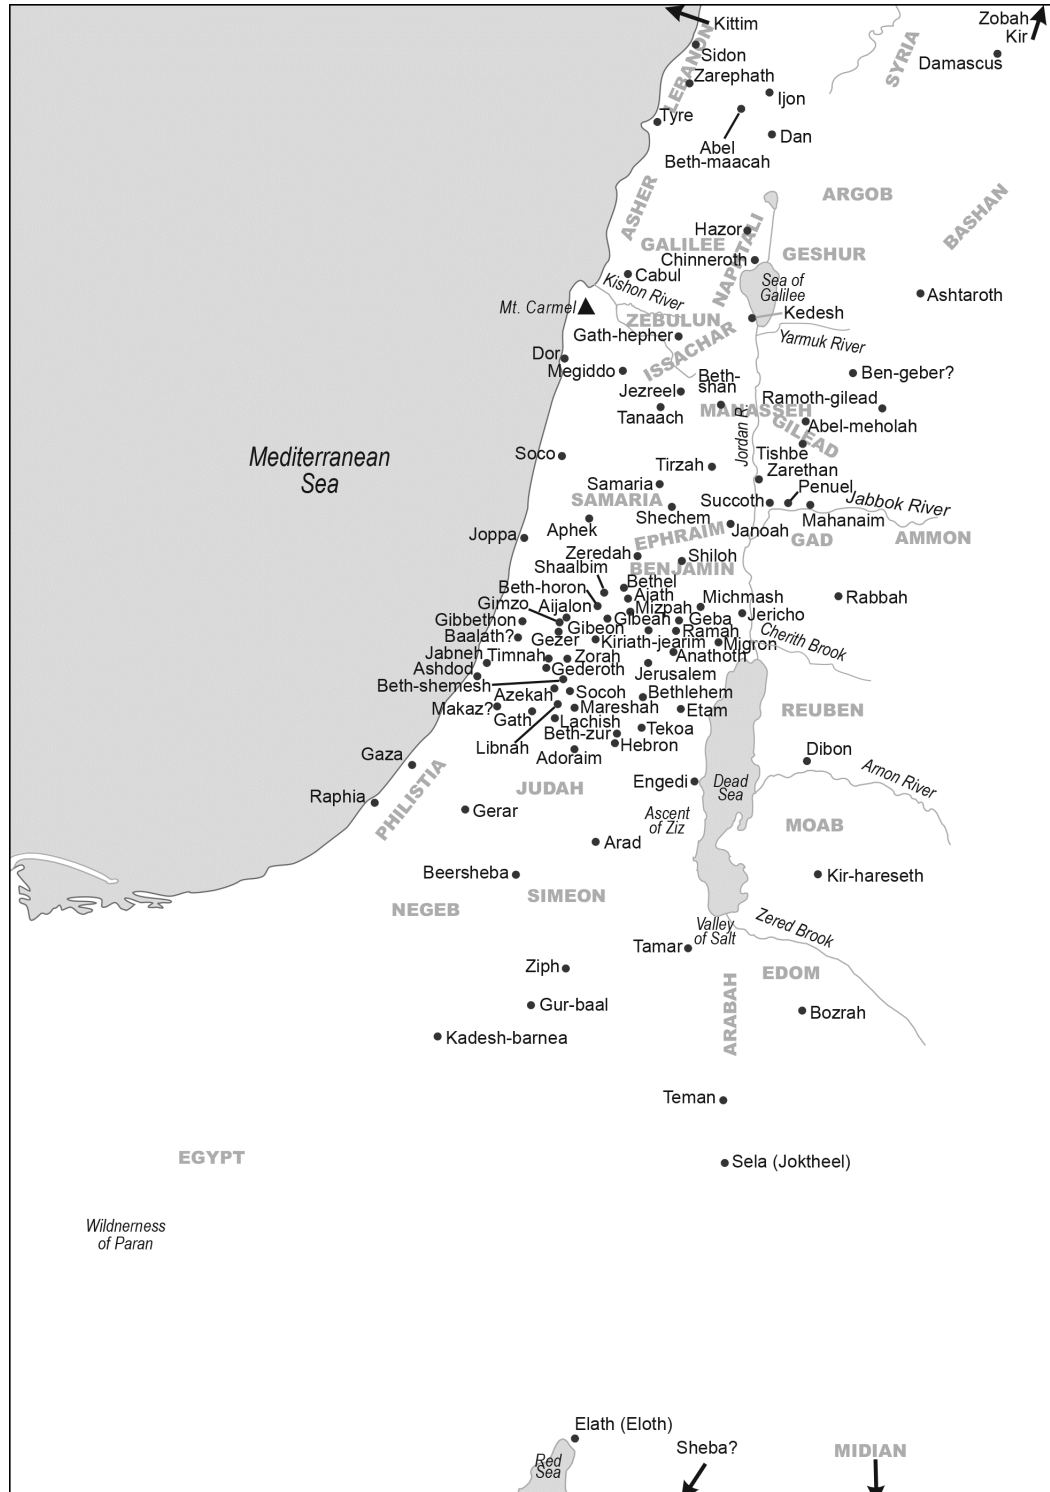 Kittim
Zobah
Kir
LEBANON
Sidon
SYRIA
Damascus
Zarephath
Ijon
Tyre
Dan
Abel
Beth-maacah
ASHER
ARGOB
BASHAN
Hazor
NAPHTALI
GALILEE
GESHUR
Chinneroth
Cabul
Sea of
Galilee
Kishon River
Ashtaroth
Mt. Carmel
Kedesh
ZEBULUN
Gath-hepher
Yarmuk River
ISSACHAR
Dor
Megiddo
Ben-geber?
Beth-
shan
Jezreel
Ramoth-gilead
Tanaach
MANASSEH
GILEAD
Abel-meholah
Jordan R.
Mediterranean
Sea
Soco
Tishbe
Tirzah
Zarethan
Samaria
Penuel
SAMARIA
Succoth
Jabbok River
Shechem
Mahanaim
Aphek
Janoah
Joppa
EPHRAIM
GAD
AMMON
Zeredah
Shiloh
Shaalbim
BENJAMIN
Beth-horon
Bethel
Ajath
Michmash
Rabbah
Gimzo
Aijalon
Mizpah
Jericho
Gibbethon
Gibeah
Geba
Gibeon
Ramah
Baalath?
Gezer
Kiriath-jearim
Migron
Cherith Brook
Jabneh
Timnah
Zorah
Anathoth
Ashdod
Gederoth
Jerusalem
Beth-shemesh
Azekah
Socoh
Bethlehem
Makaz?
Mareshah
Etam
REUBEN
Gath
Lachish
Tekoa
Beth-zur
Libnah
Hebron
Adoraim
Dibon
Gaza
Arnon River
PHILISTIA
JUDAH
Engedi
Dead
Sea
Raphia
Gerar
Ascent
of Ziz
MOAB
Arad
Beersheba
Kir-hareseth
SIMEON
NEGEB
Valley
of Salt
Zered Brook
Tamar
Ziph
EDOM
ARABAH
Gur-baal
Bozrah
Kadesh-barnea
Teman
EGYPT
Sela (Joktheel)
Wildnerness
of Paran
Elath (Eloth)
Sheba?
MIDIAN
Red
Sea